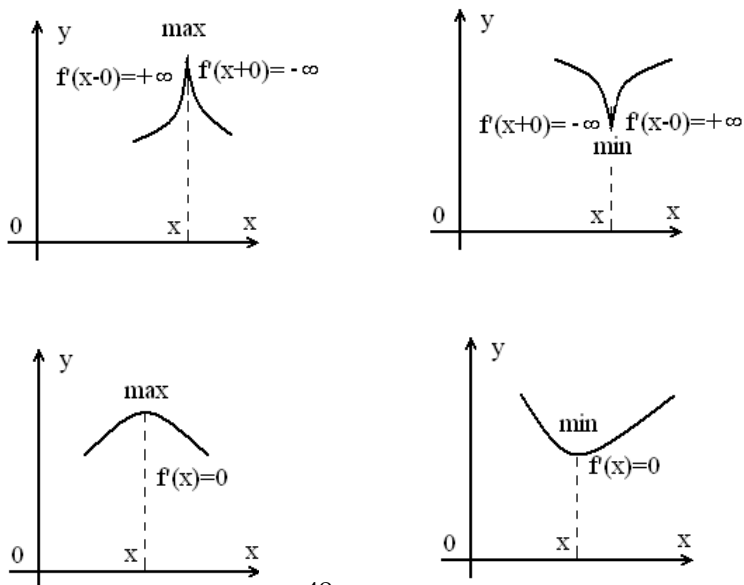 y
max
f'(x-0)=+∞ f'(x+0)= -∞
0
x
x
y
f'(x+0)= -∞ f'(x-0)=+∞
min
0
x
x
y
max
f'(x)=0
0
x
x
y
min
f'(x)=0
0
x
x